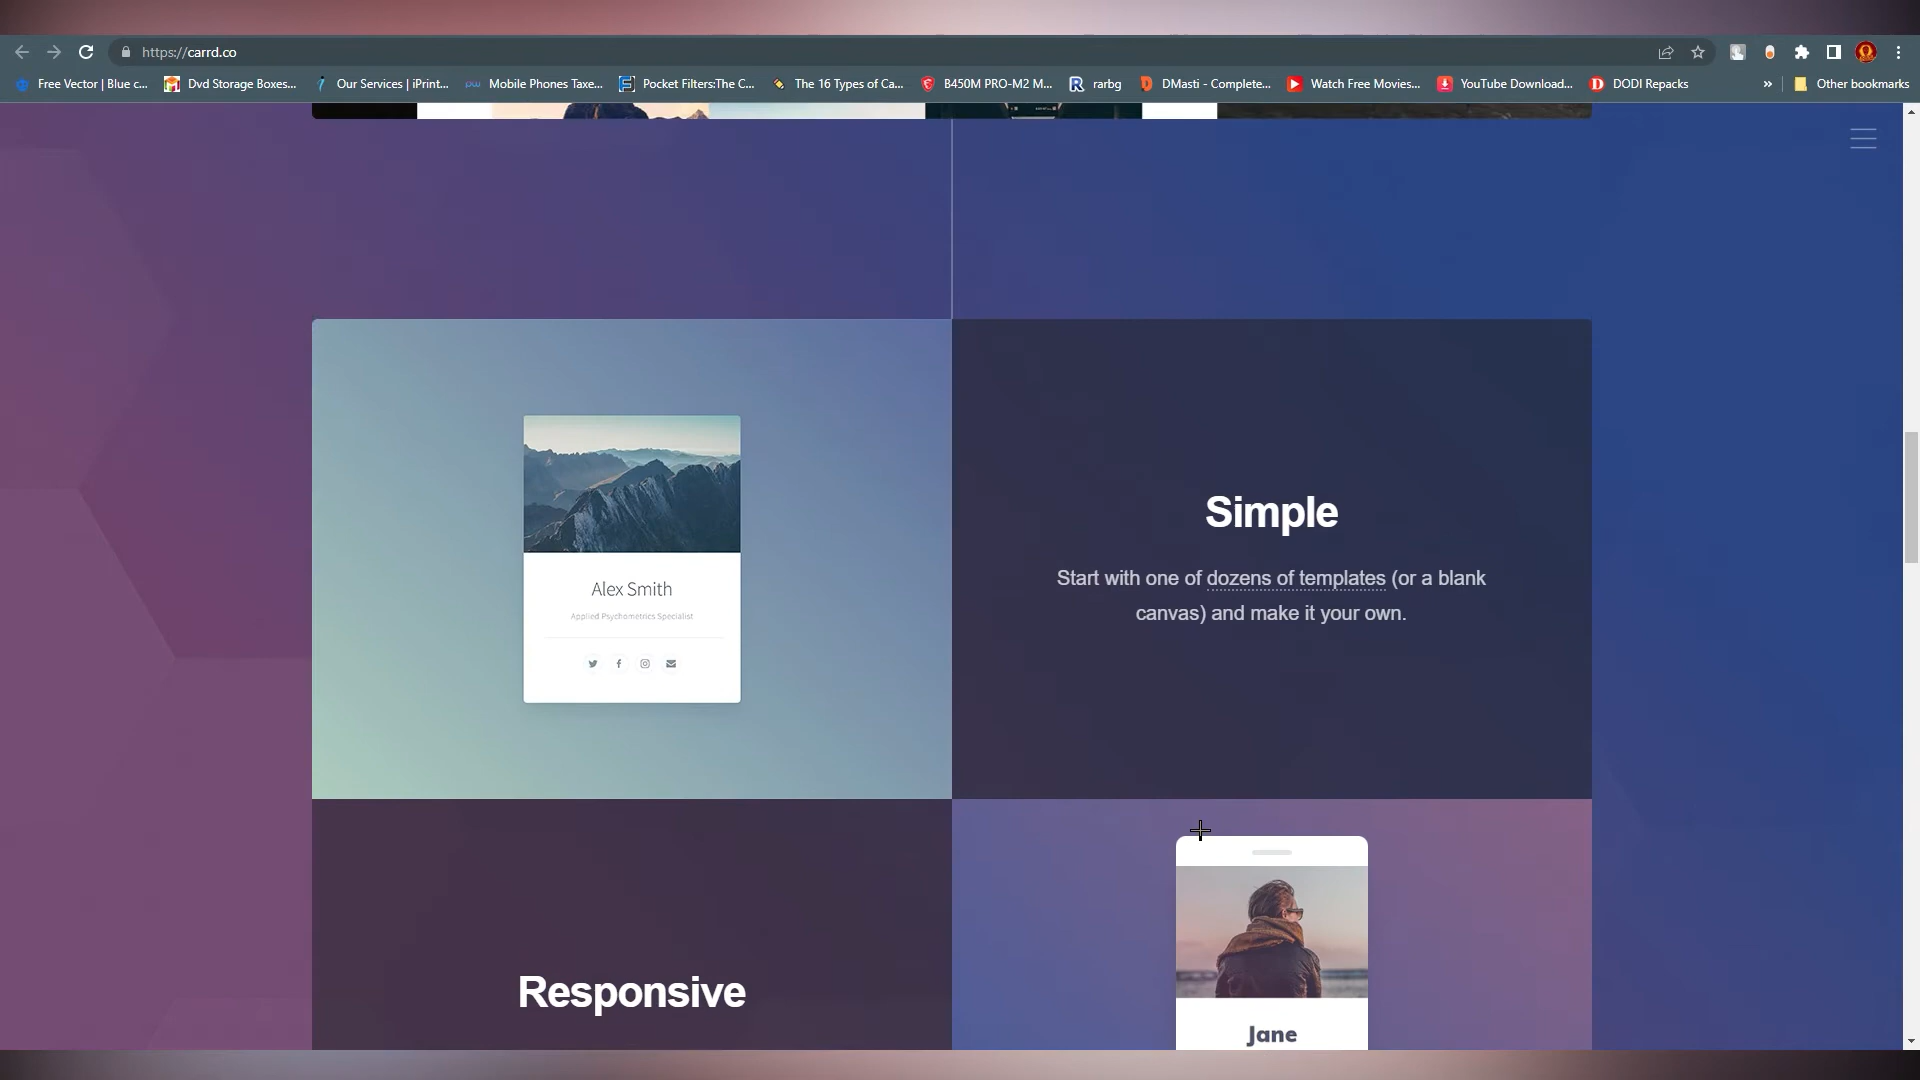 https://carrd.co
Free Vector | Blue c...
Dvd Storage Boxes...
Our Services | iPrint...
Mobile Phones Taxe...
Pocket Filters:The C...
The 16 Types of Ca...
B450M PRO-M2 M...
rarbg
DMasti - Complete...
Watch Free Movies...
YouTube Download...
DODI Repacks
»
Other bookmarks
Simple
Start with one of dozens of templates (or a blank
canvas) and make it your own.
Alex Smith
Applied Psychometrics Specialist
Responsive
Jane